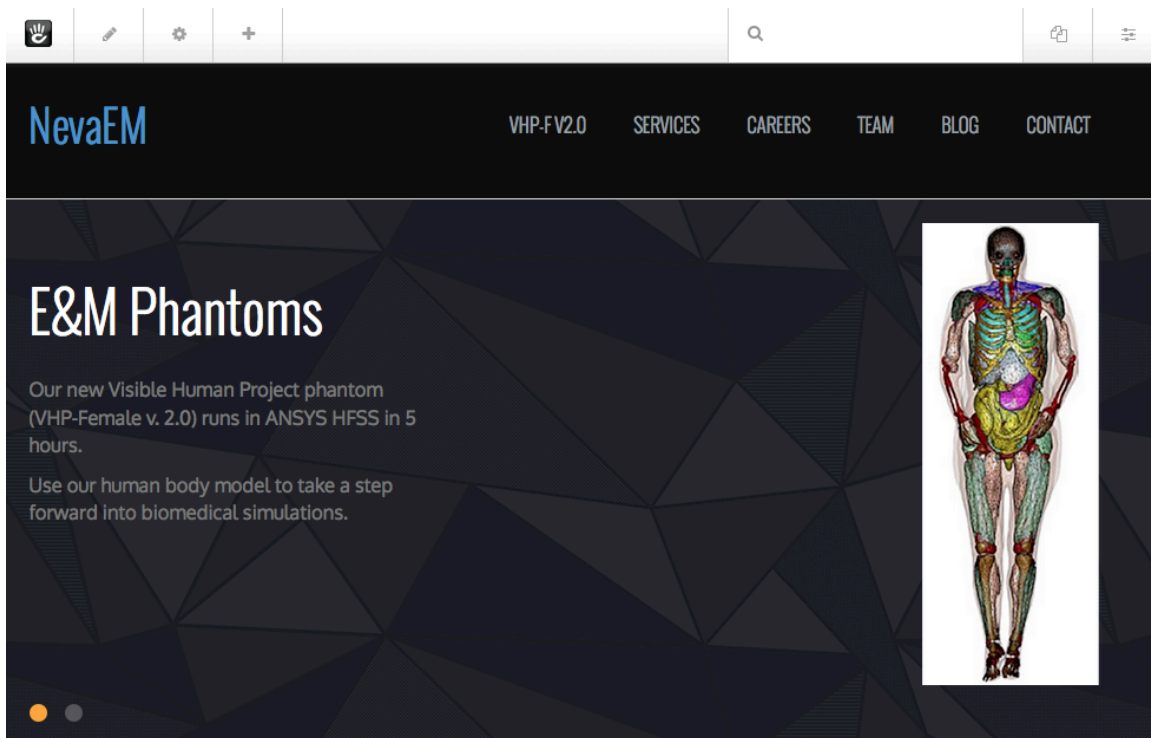 NevaEM
VHP-F V2.0 SERVICES CAREERS TEAM BLOG CONTACT
E&M Phantoms
Our new Visible Human Project phantom
(VHP-Female v. 2.0) runs in ANSYS HFSS in 5
hours.
Use our human body model to take a step
forward into biomedical simulations.